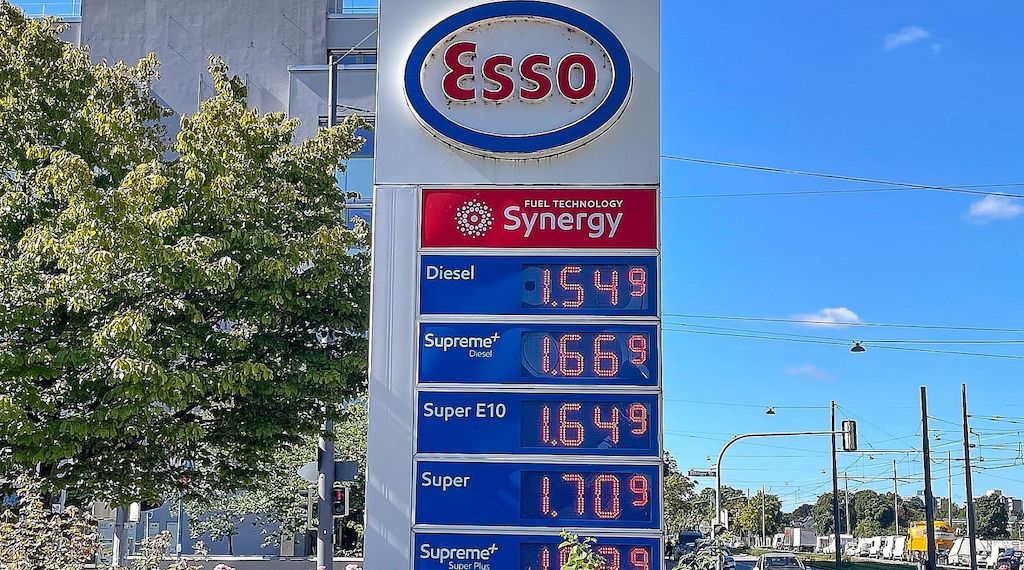 Esso
FUEL TECHNOLOGY
Synergy
Diesel 1.549
Supreme+ 1.669
Diesel
Super E10 1.649
Super 1.709
Supreme+
Super Plus